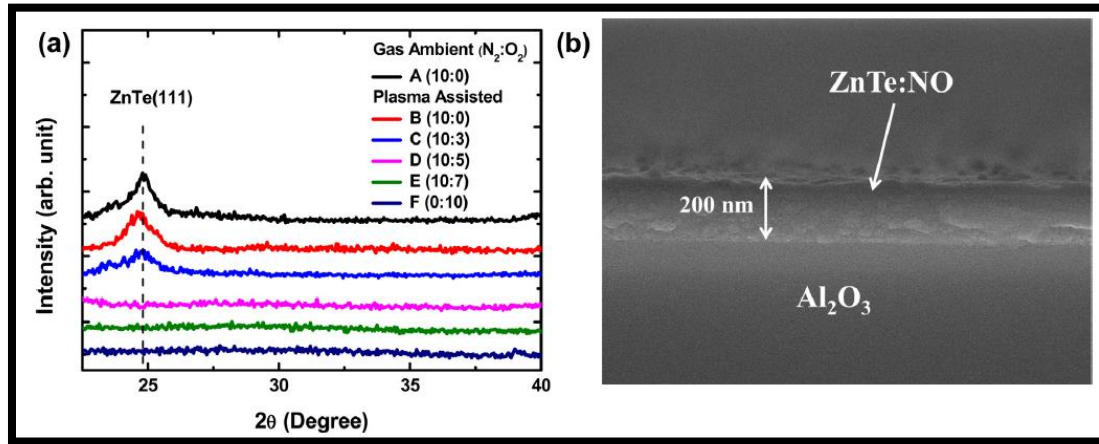 (a)
Gas Ambient (N₂:O₂)
A (10:0)
Plasma Assisted
B (10:0)
C (10:3)
D (10:5)
E (10:7)
F (0:10)
ZnTe(111)
Intensity (arb. unit)
25 30 35 40
2θ (Degree)
(b)
ZnTe:NO
200 nm
Al₂O₃